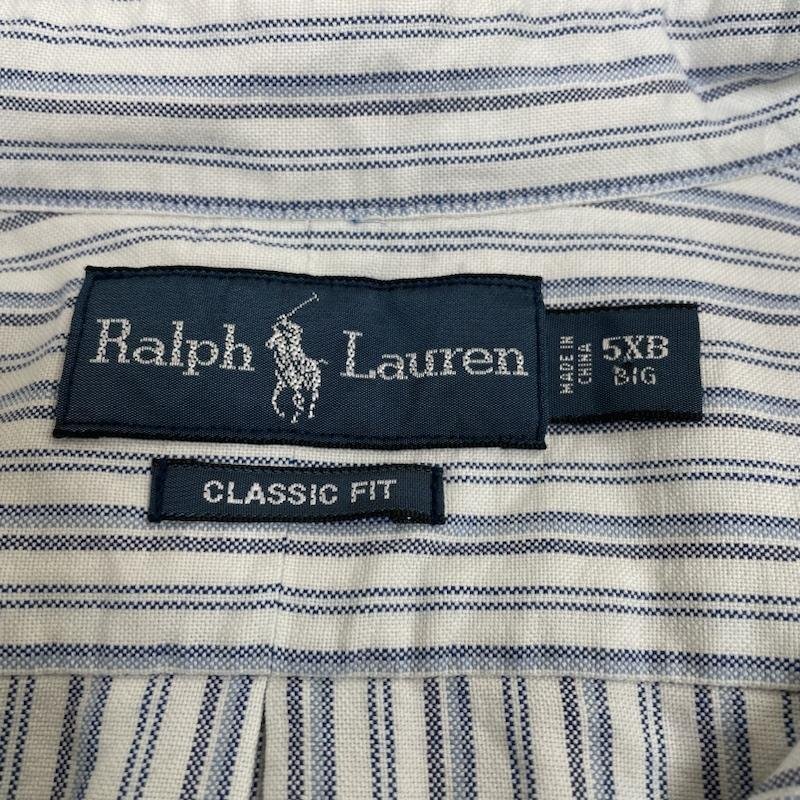 Ralph Lauren
MADE IN
CHINA
5XB
BIG
CLASSIC FIT